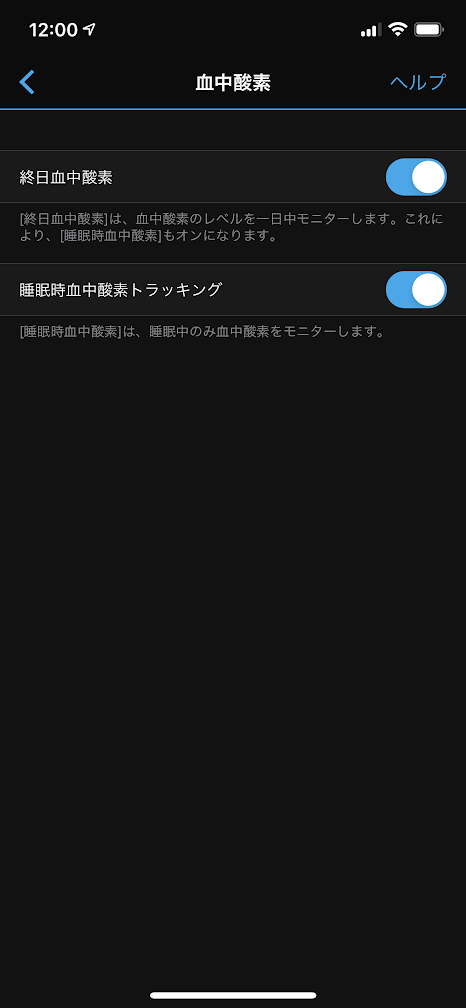 12:00
血中酸素
ヘルプ
終日血中酸素
[終日血中酸素]は、血中酸素のレベルを一日中モニターします。これに
より、[睡眠時血中酸素]もオンになります。
睡眠時血中酸素トラッキング
[睡眠時血中酸素]は、睡眠中のみ血中酸素をモニターします。